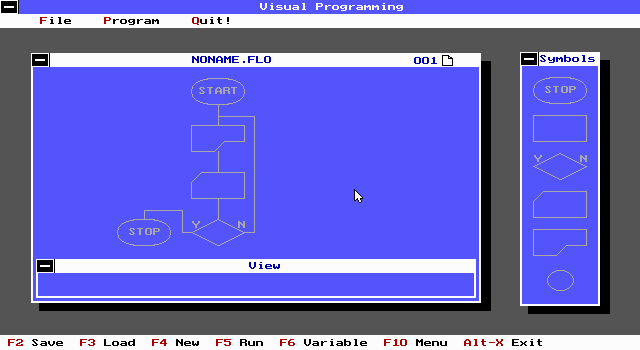 Visual Programming
File Program Quit!
NONAME.FLO 001
Symbols
START
STOP
Y N
Y N
STOP
View
F2 Save F3 Load F4 New F5 Run F6 Variable F10 Menu Alt-X Exit